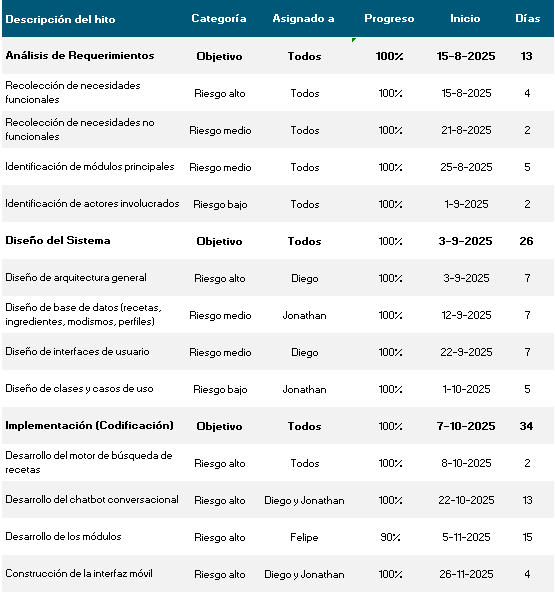 Descripción del hito Categoría Asignado a Progreso Inicio Días
Análisis de Requerimientos Objetivo Todos 100% 15-8-2025 13
Recolección de necesidades
funcionales Riesgo alto Todos 100% 15-8-2025 4
Recolección de necesidades no
funcionales Riesgo medio Todos 100% 21-8-2025 2
Identificación de módulos principales Riesgo medio Todos 100% 25-8-2025 5
Identificación de actores involucrados Riesgo bajo Todos 100% 1-9-2025 2
Diseño del Sistema Objetivo Todos 100% 3-9-2025 26
Diseño de arquitectura general Riesgo alto Diego 100% 3-9-2025 7
Diseño de base de datos (recetas,
ingredientes, modismos, perfiles) Riesgo medio Jonathan 100% 12-9-2025 7
Diseño de interfaces de usuario Riesgo medio Diego 100% 22-9-2025 7
Diseño de clases y casos de uso Riesgo bajo Jonathan 100% 1-10-2025 5
Implementación (Codificación) Objetivo Todos 100% 7-10-2025 34
Desarrollo del motor de búsqueda de
recetas Riesgo alto Todos 100% 8-10-2025 2
Desarrollo del chatbot conversacional Riesgo alto Diego y Jonathan 100% 22-10-2025 13
Desarrollo de los módulos Riesgo alto Felipe 90% 5-11-2025 15
Construcción de la interfaz móvil Riesgo alto Diego y Jonathan 100% 26-11-2025 4